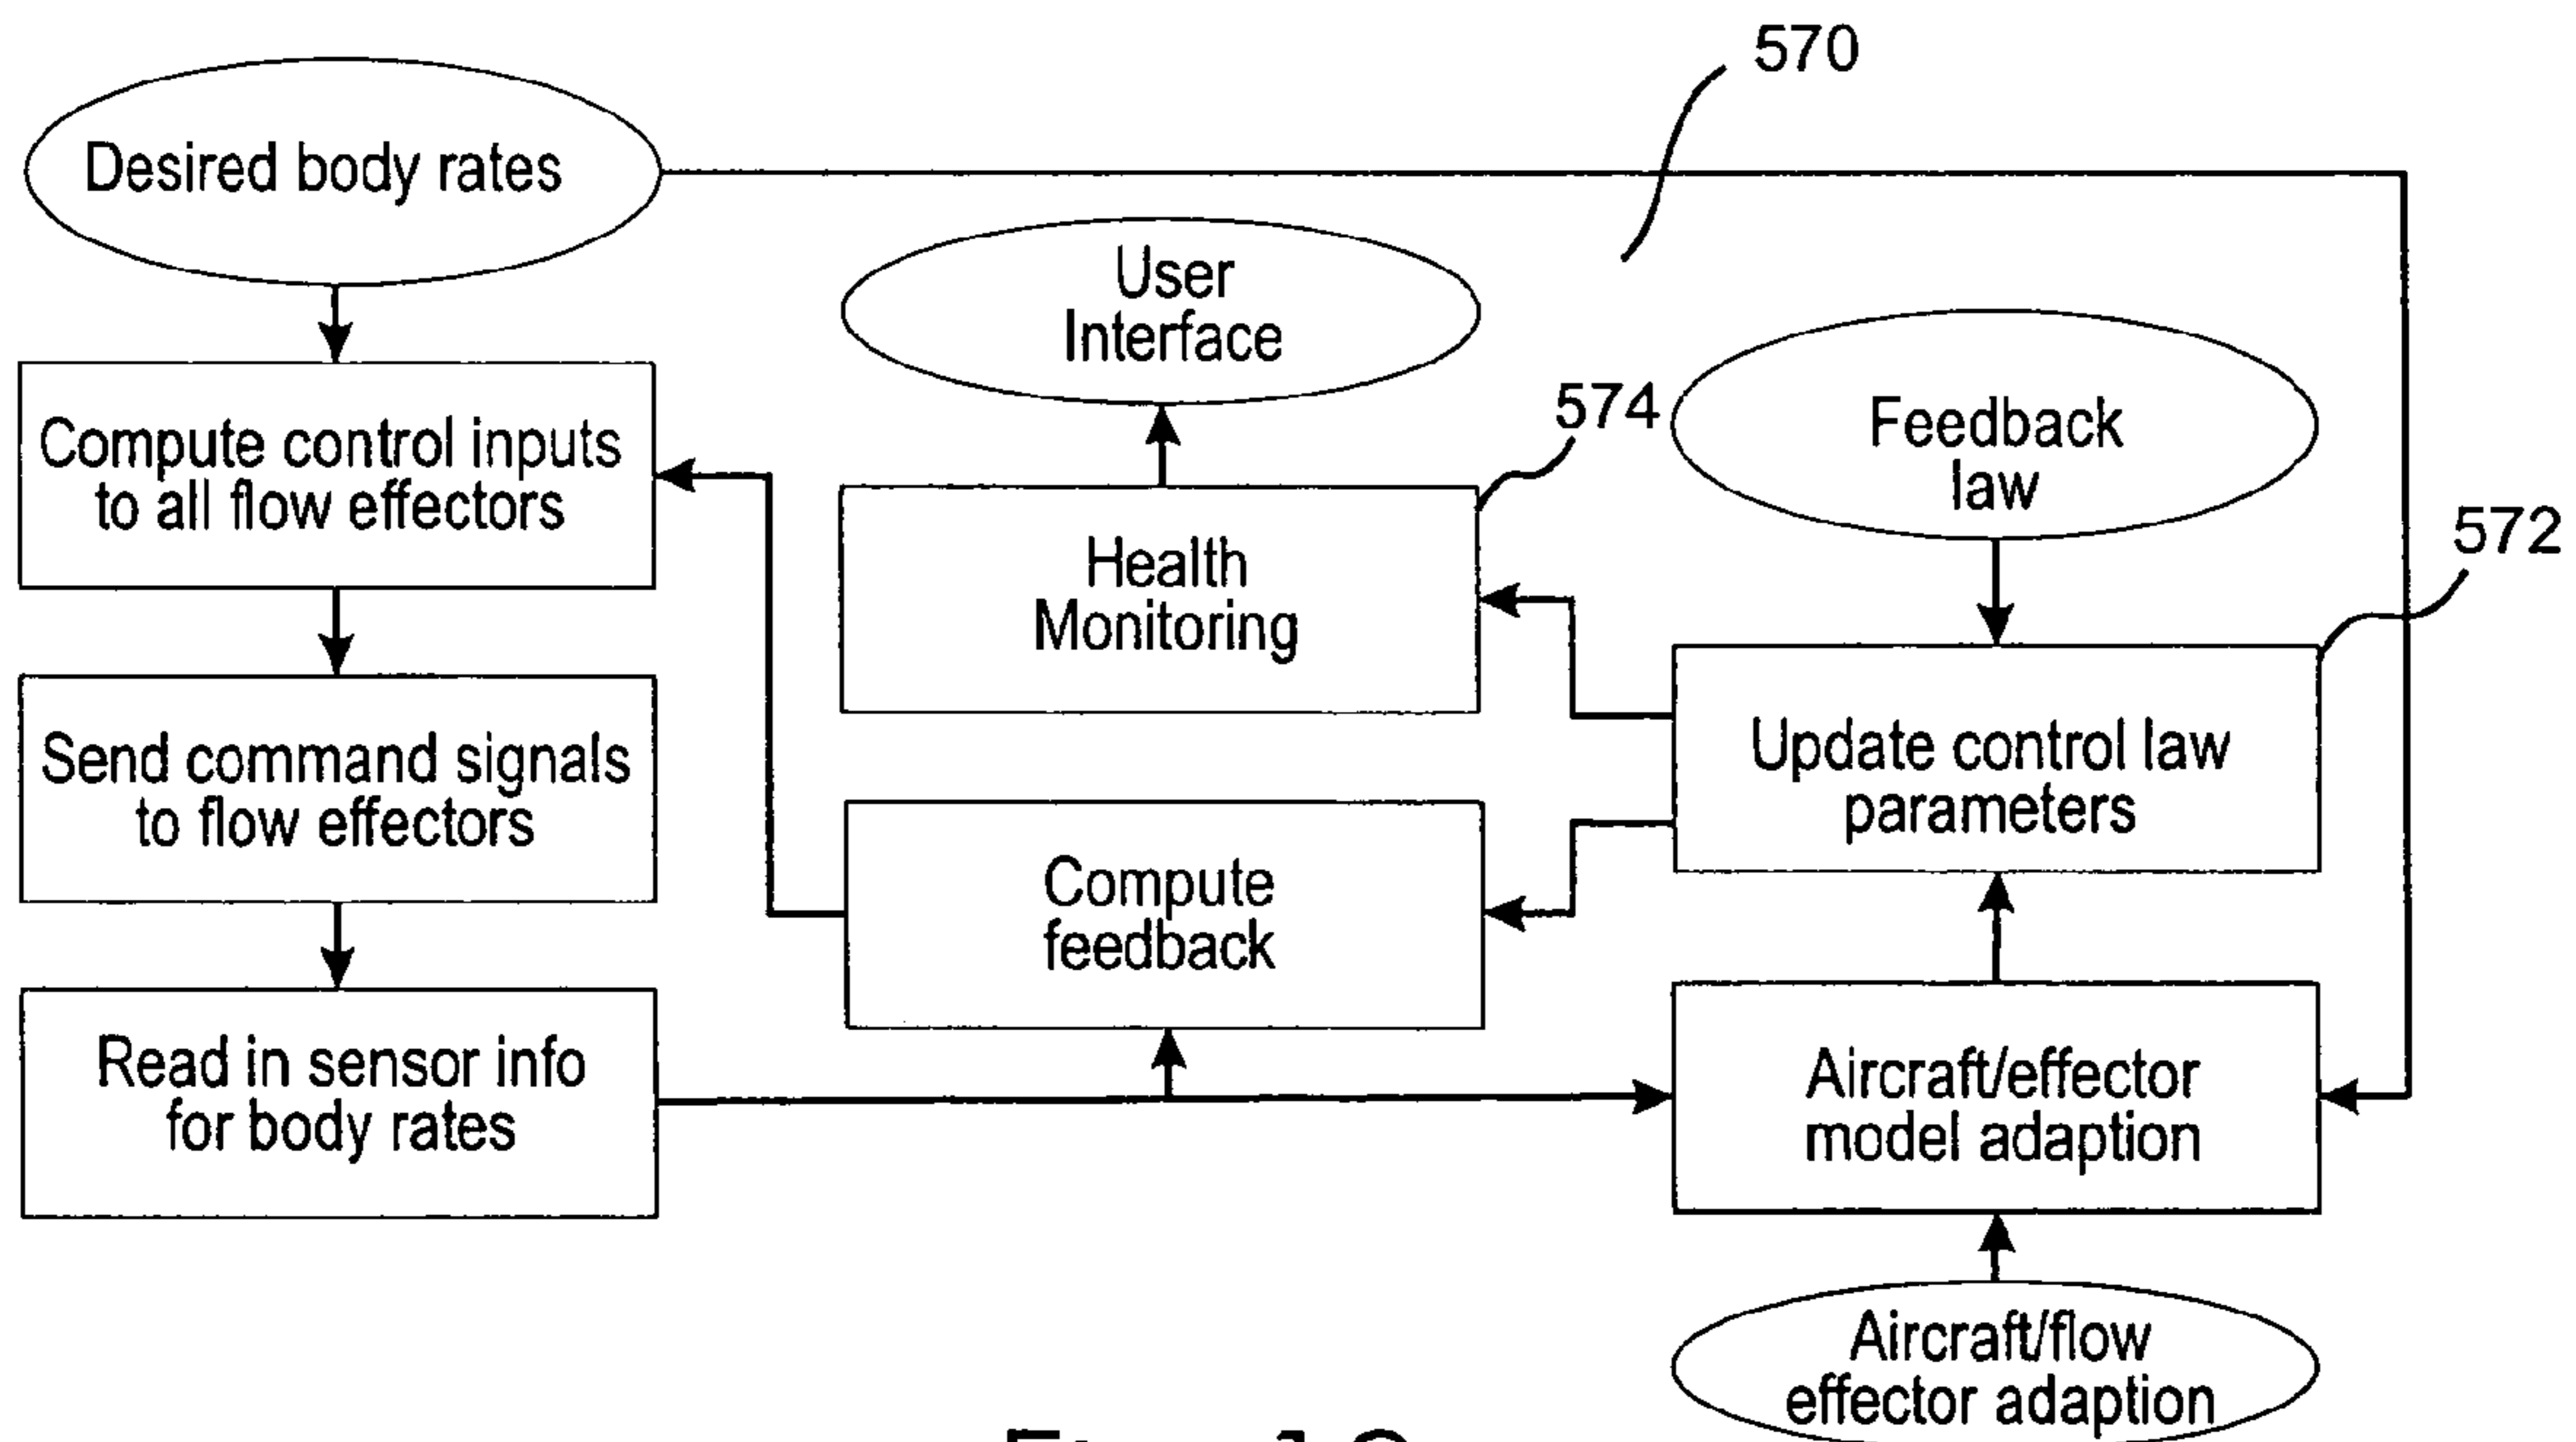 570
Desired body rates
User
Interface
574
Feedback
law
572
Compute control inputs
to all flow effectors
Health
Monitoring
Update control law
parameters
Send command signals
to flow effectors
Compute
feedback
Read in sensor info
for body rates
Aircraft/effector
model adaption
Aircraft/flow
effector adaption